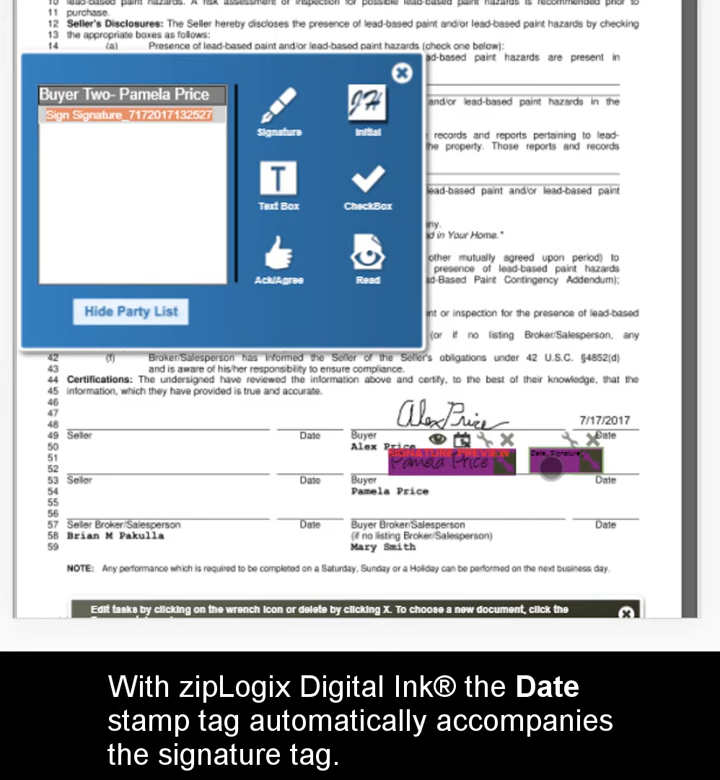 10 lead-based paint hazards. A risk assessment or inspection for possible lead-based paint hazards is recommended prior to
11 purchase.
12 Seller's Disclosures: The Seller hereby discloses the presence of lead-based paint and/or lead-based paint hazards by checking
13 the appropriate boxes as follows:
14 (a) Presence of lead-based paint and/or lead-based paint hazards (check one below):
ad-based paint hazards are present in
Buyer Two- Pamela Price
Sign Signature_7172017132527
and/or lead-based paint hazards in the
Signature
Initial
records and reports pertaining to lead-
he property. Those reports and records
Text Box
CheckBox
lead-based paint and/or lead-based paint
ny.
d in Your Home."
other mutually agreed upon period) to
presence of lead-based paint hazards
ad-Based Paint Contingency Addendum);
Ack/Agree
Read
Hide Party List
nt or inspection for the presence of lead-based
(or if no listing Broker/Salesperson, any
42 (f) Broker/Salesperson has informed the Seller of the Seller's obligations under 42 U.S.C. §4852(d)
43 and is aware of his/her responsibility to ensure compliance.
44 Certifications: The undersigned have reviewed the information above and certify, to the best of their knowledge, that the
45 information, which they have provided is true and accurate.
46
47
48 Alex Price 7/17/2017
49 Seller Date Buyer Date
50 Alex Price
51 SIGNATURE PREVIEW Date_Signature
52 Pamela Price
53 Seller Date Buyer Date
54 Pamela Price
55
56
57 Seller Broker/Salesperson Date Buyer Broker/Salesperson Date
58 Brian M Pakulla (if no listing Broker/Salesperson)
59 Mary Smith
NOTE: Any performance which is required to be completed on a Saturday, Sunday or a Holiday can be performed on the next business day.
Edit tasks by clicking on the wrench icon or delete by clicking X. To choose a new document, click the
With zipLogix Digital Ink® the Date
stamp tag automatically accompanies
the signature tag.